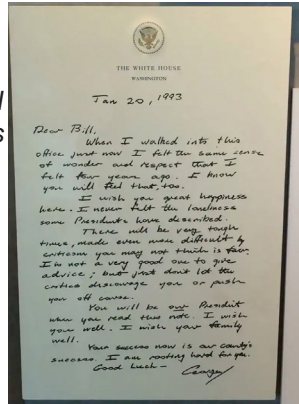 THE WHITE HOUSE
WASHINGTON
Jan 20, 1993
Dear Bill,
When I walked into this
office just now I felt the same sense
of wonder and respect that I
felt four years ago. I know
you will feel that, too.
I wish you great happiness
here. I never felt the loneliness
some Presidents have described.
There will be very tough
times, made even more difficult by
criticism you may not think is fair.
I'm not a very good one to give
advice; but just don't let the
critics discourage you or push
you off course.
You will be our President
when you read this note. I wish
you well. I wish your family
well.
Your success now is our country's
success. I am rooting hard for you.
Good Luck —
George